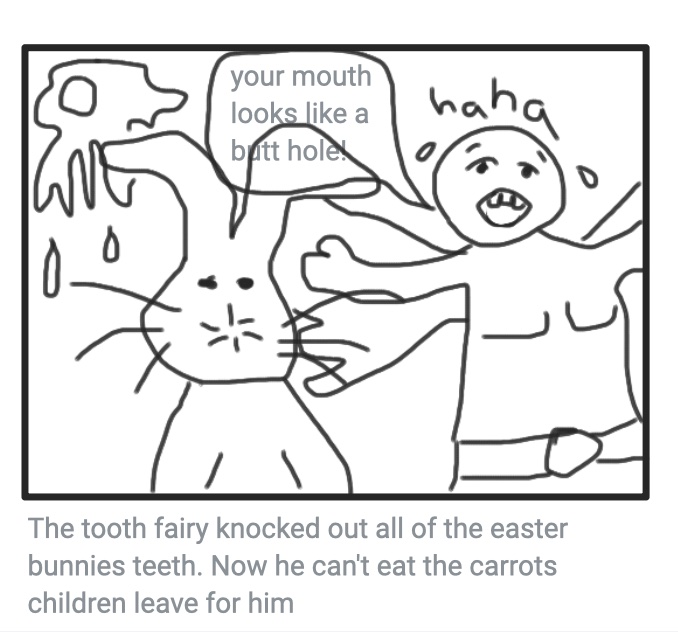 your mouth
looks like a
butt hole!
haha
The tooth fairy knocked out all of the easter
bunnies teeth. Now he can't eat the carrots
children leave for him